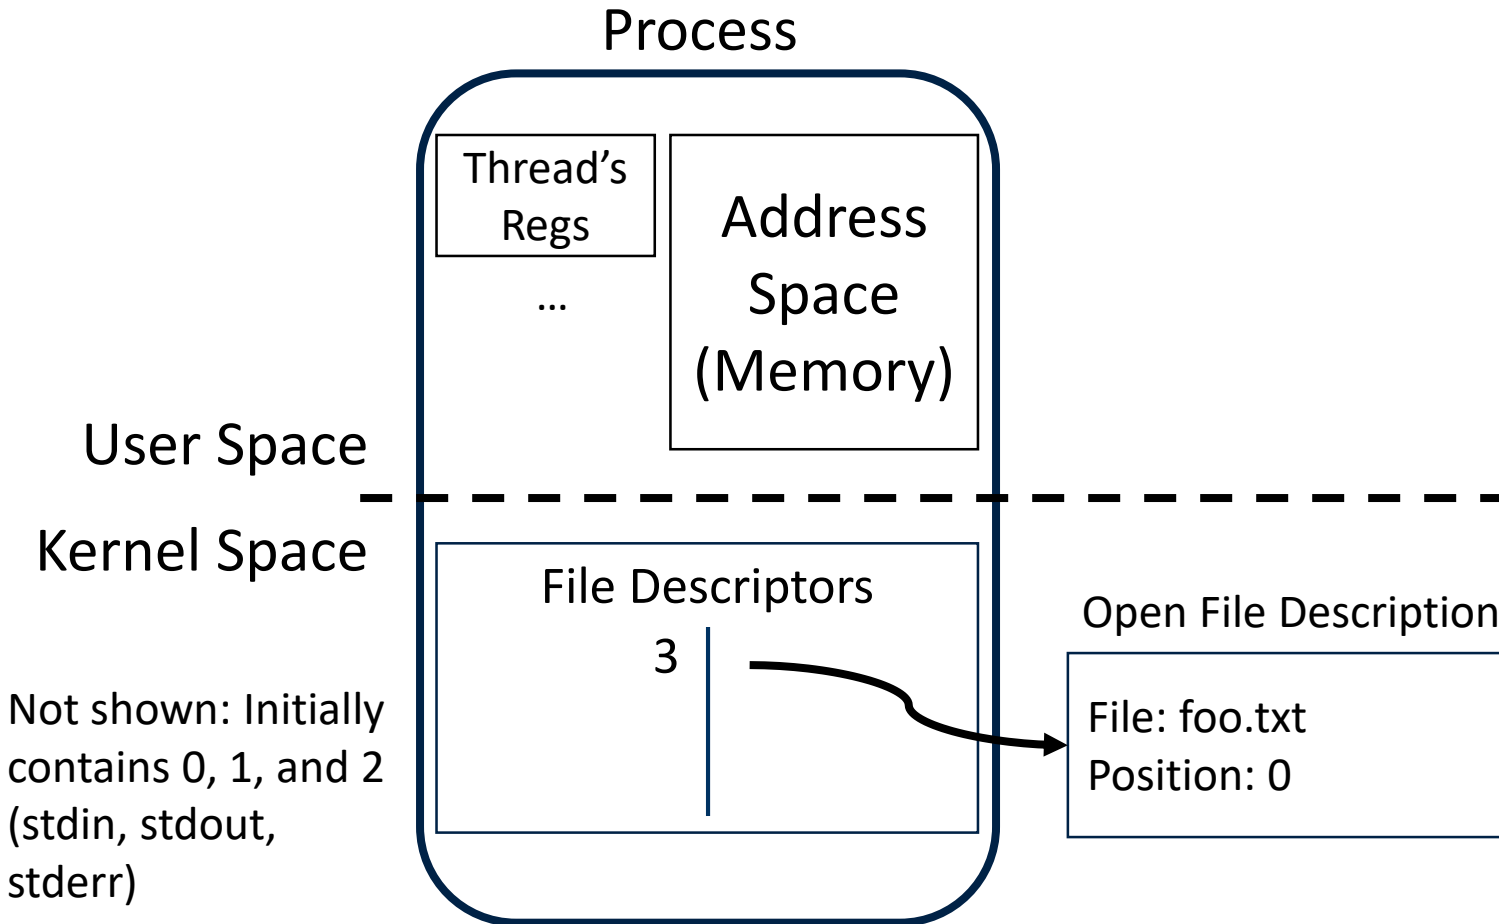 Process
Thread’s
Regs
...
Address
Space
(Memory)
User Space
Kernel Space
File Descriptors
3
Open File Description
File: foo.txt
Position: 0
Not shown: Initially
contains 0, 1, and 2
(stdin, stdout,
stderr)